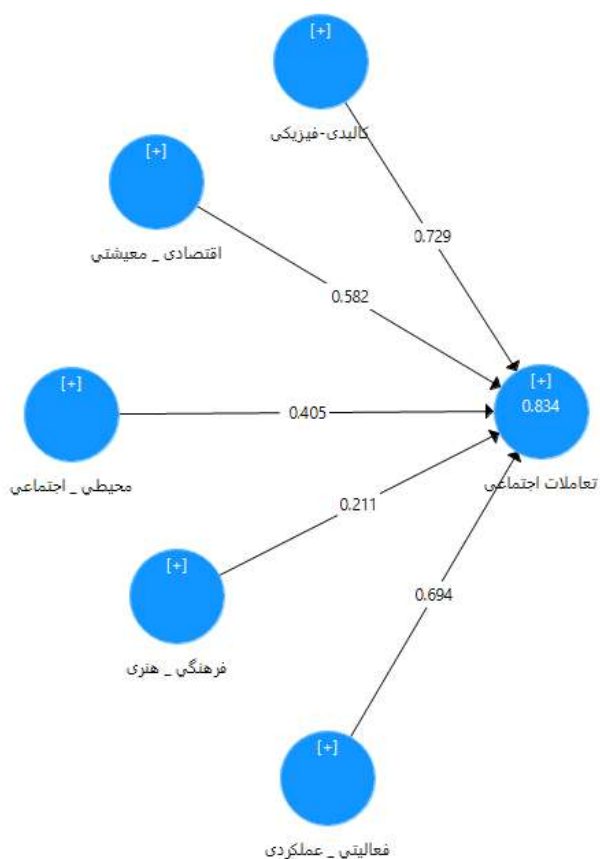 [+]
کالبدی-فیزیکی
[+]
اقتصادی _ معیشتی
0.729
0.582
[+]
0.834
تعاملات اجتماعی
[+]
0.405
محیطی _ اجتماعی
0.211
[+]
فرهنگی _ هنری
0.694
[+]
فعالیتی _ عملکردی